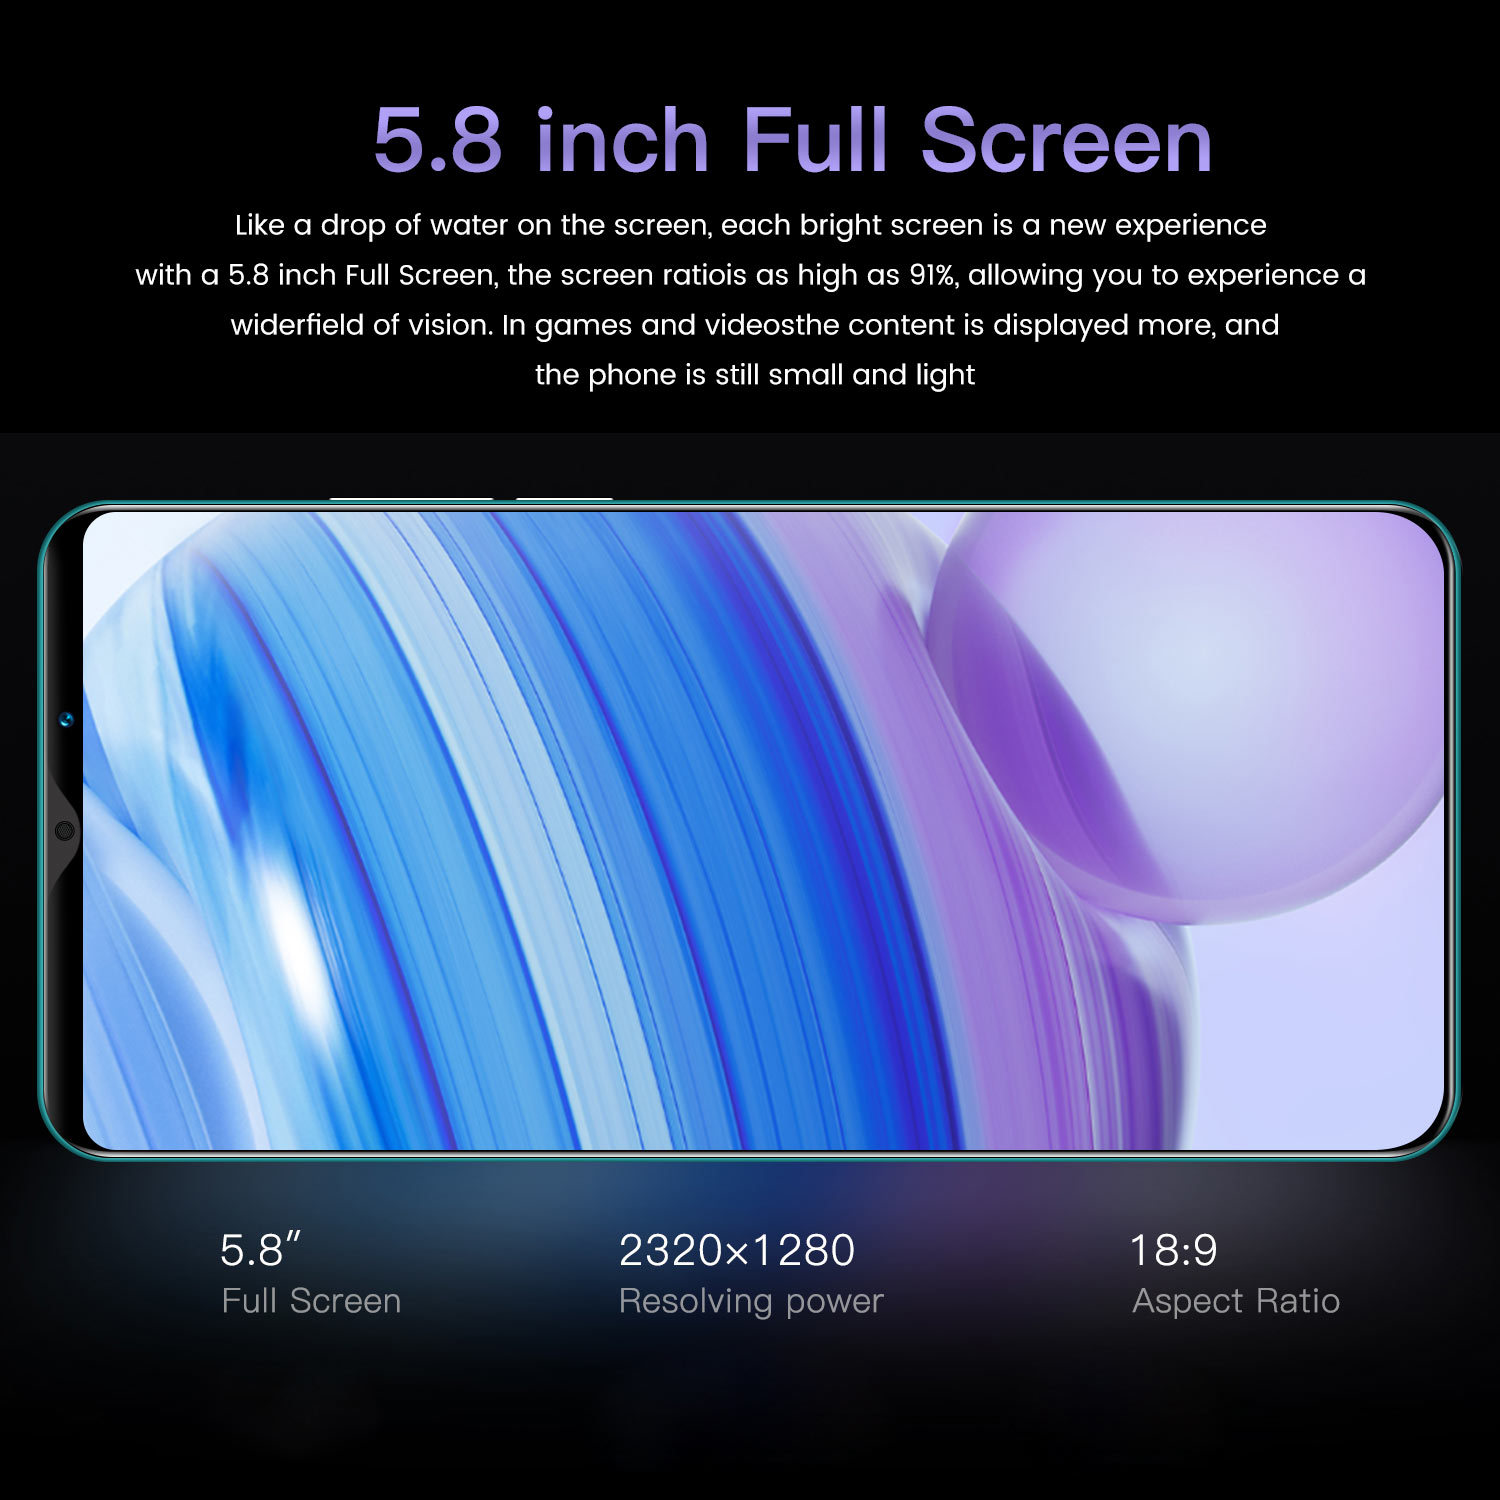 5.8 inch Full Screen
Like a drop of water on the screen, each bright screen is a new experience
with a 5.8 inch Full Screen, the screen ratiois as high as 91%, allowing you to experience a
widerfield of vision. In games and videosthe content is displayed more, and
the phone is still small and light
5.8"
Full Screen
2320×1280
Resolving power
18:9
Aspect Ratio